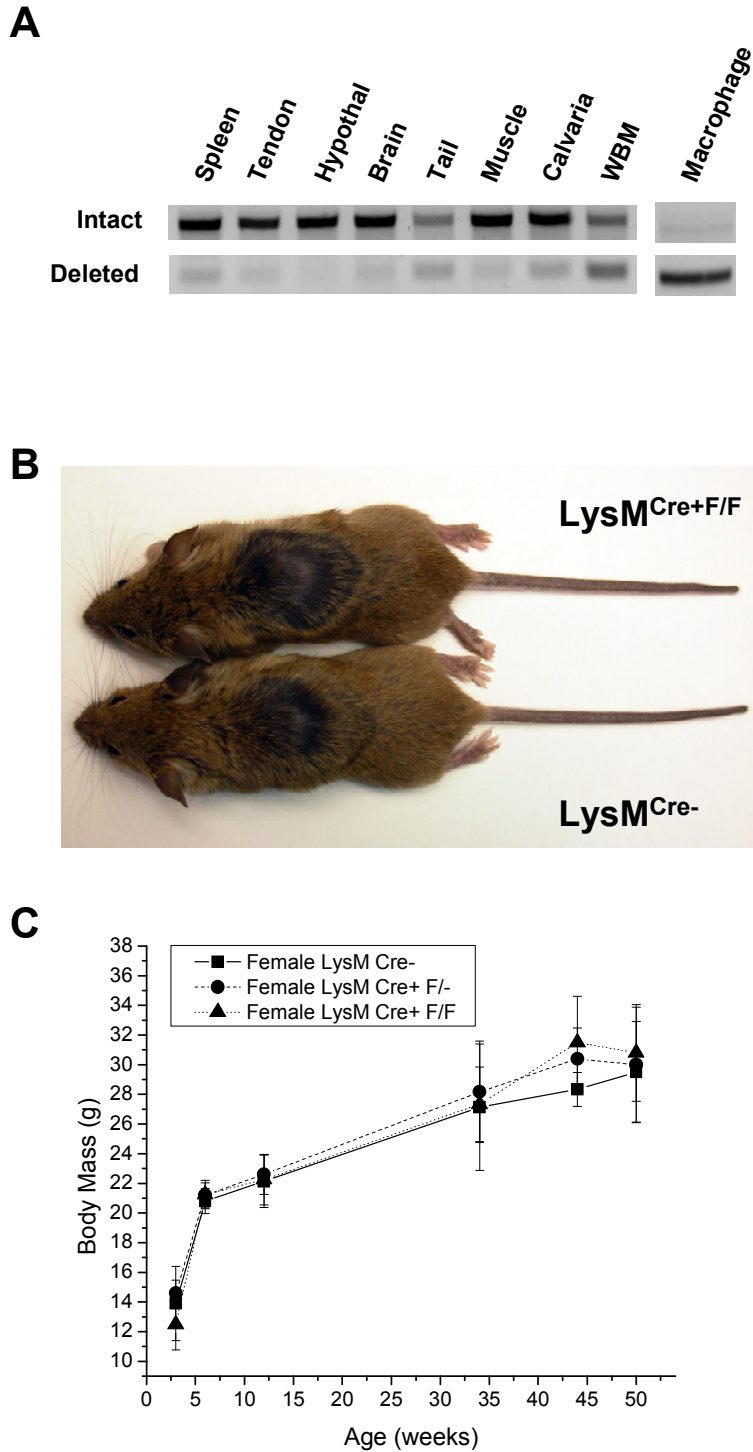 A
Spleen
Tendon
Hypothal
Brain
Tail
Muscle
Calvaria
WBM
Macrophage
Intact
Deleted
B
LysMCre+F/F
LysMCre-
C
Female LysM Cre-
Female LysM Cre+ F/-
Female LysM Cre+ F/F
38
36
34
32
30
28
26
24
22
20
18
16
14
12
10
Body Mass (g)
0 5 10 15 20 25 30 35 40 45 50
Age (weeks)